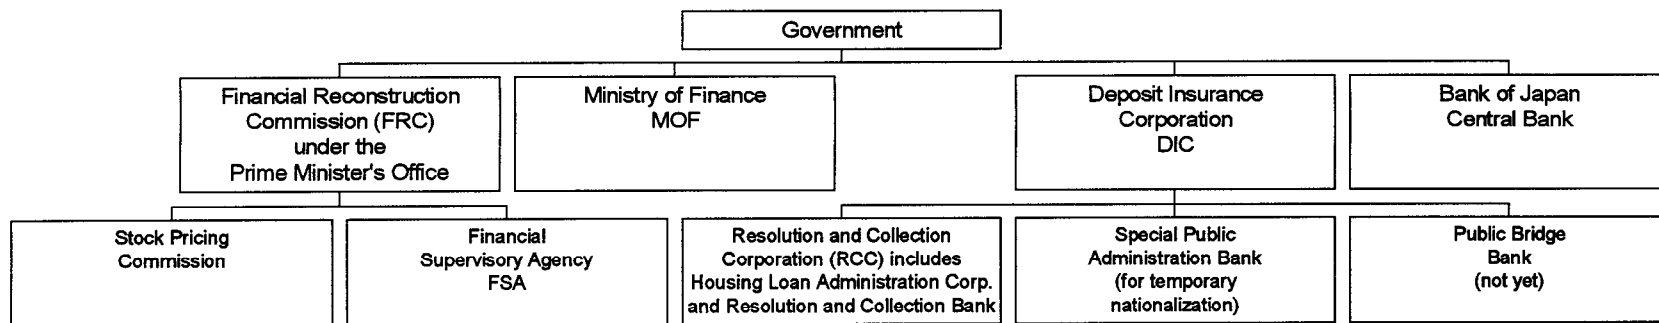 Government
Financial Reconstruction
Commission (FRC)
under the
Prime Minister's Office
Ministry of Finance
MOF
Deposit Insurance
Corporation
DIC
Bank of Japan
Central Bank
Stock Pricing
Commission
Financial
Supervisory Agency
FSA
Resolution and Collection
Corporation (RCC) includes
Housing Loan Administration Corp.
and Resolution and Collection Bank
Special Public
Administration Bank
(for temporary
nationalization)
Public Bridge
Bank
(not yet)